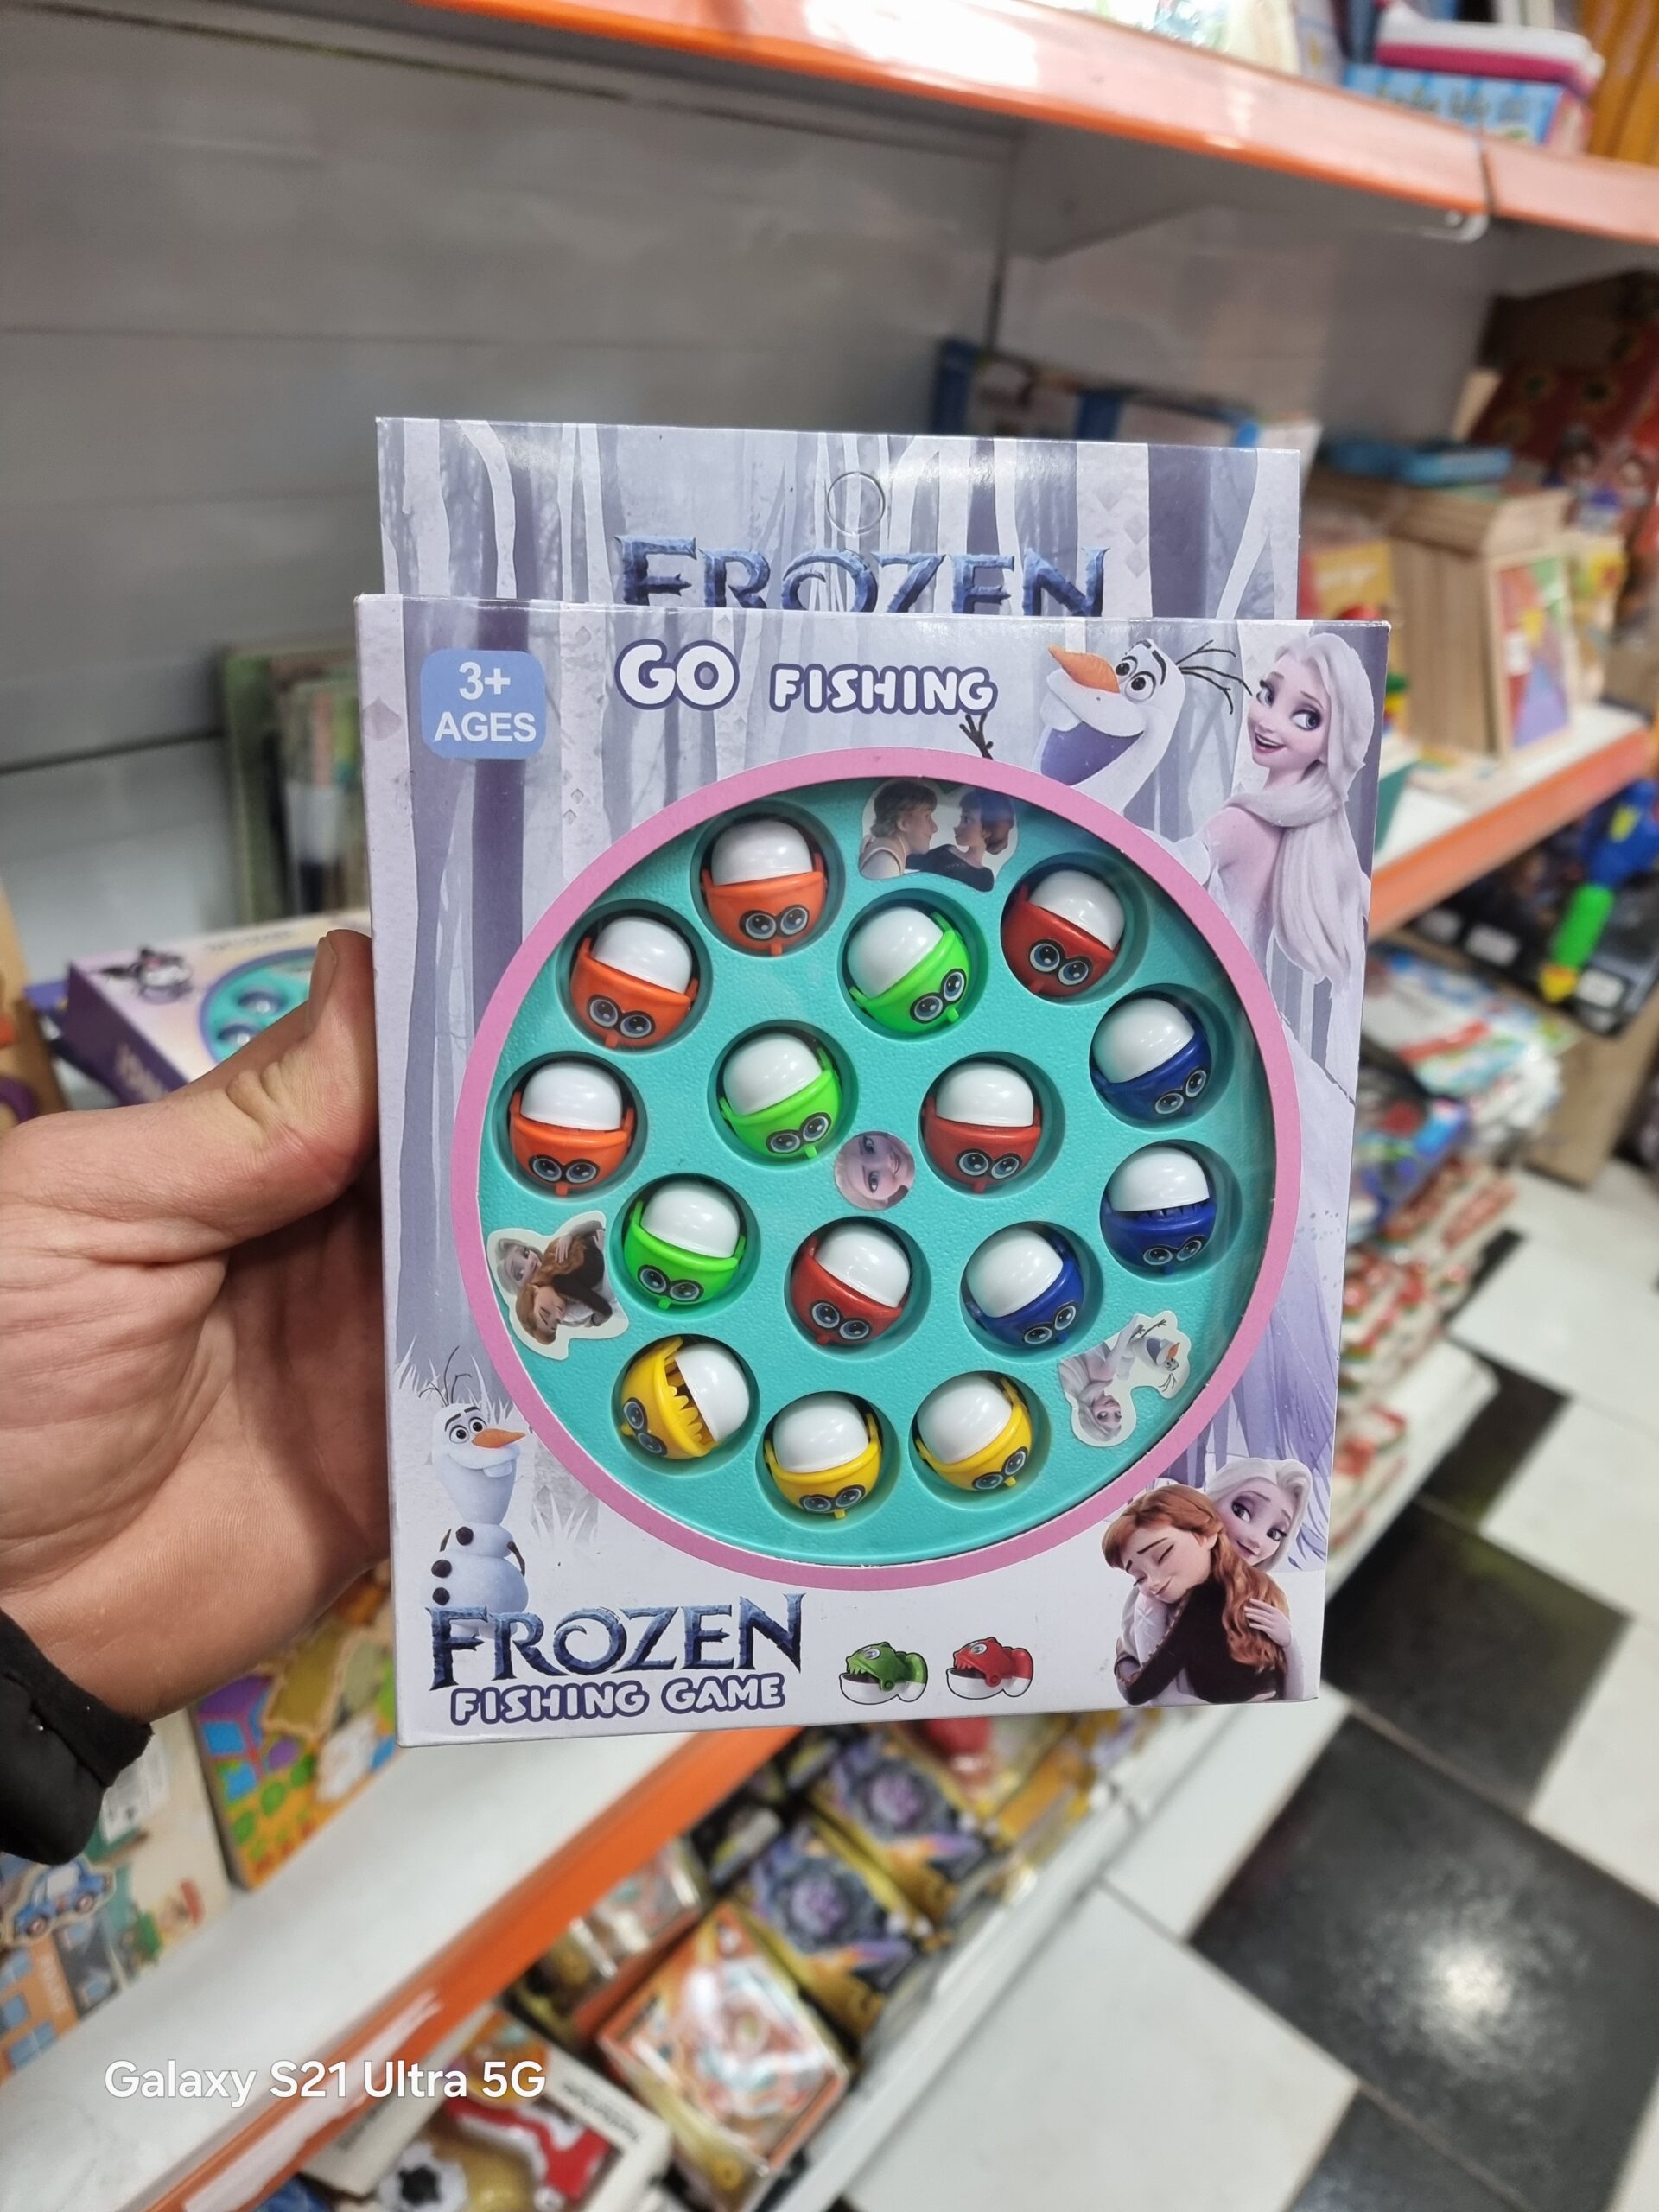 FROZEN
GO FISHING
3+
AGES
FROZEN
FISHING GAME
Galaxy S21 Ultra 5G